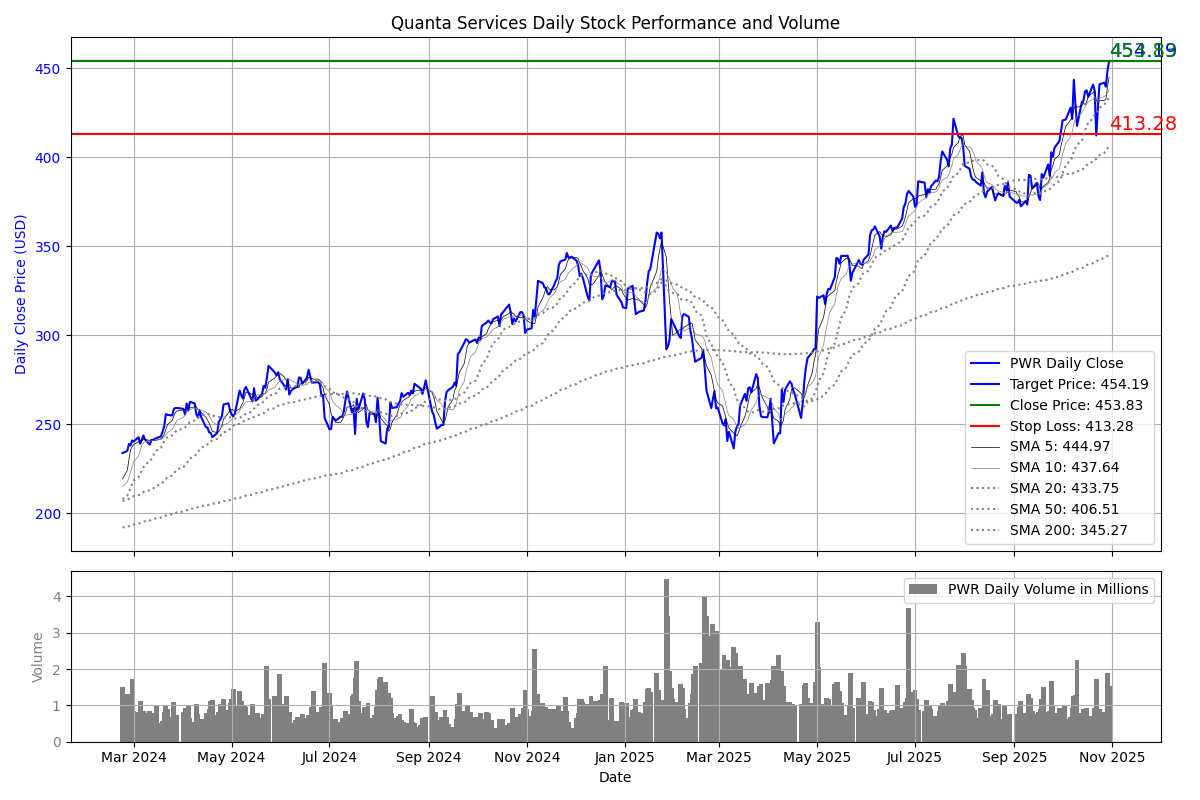 Quanta Services Daily Stock Performance and Volume
454.19
453.83
450
413.28
400
350
300
250
200
Daily Close Price (USD)
PWR Daily Close
Target Price: 454.19
Close Price: 453.83
Stop Loss: 413.28
SMA 5: 444.97
SMA 10: 437.64
SMA 20: 433.75
SMA 50: 406.51
SMA 200: 345.27
PWR Daily Volume in Millions
4
3
2
1
0
Volume
Mar 2024 May 2024 Jul 2024 Sep 2024 Nov 2024 Jan 2025 Mar 2025 May 2025 Jul 2025 Sep 2025 Nov 2025
Date